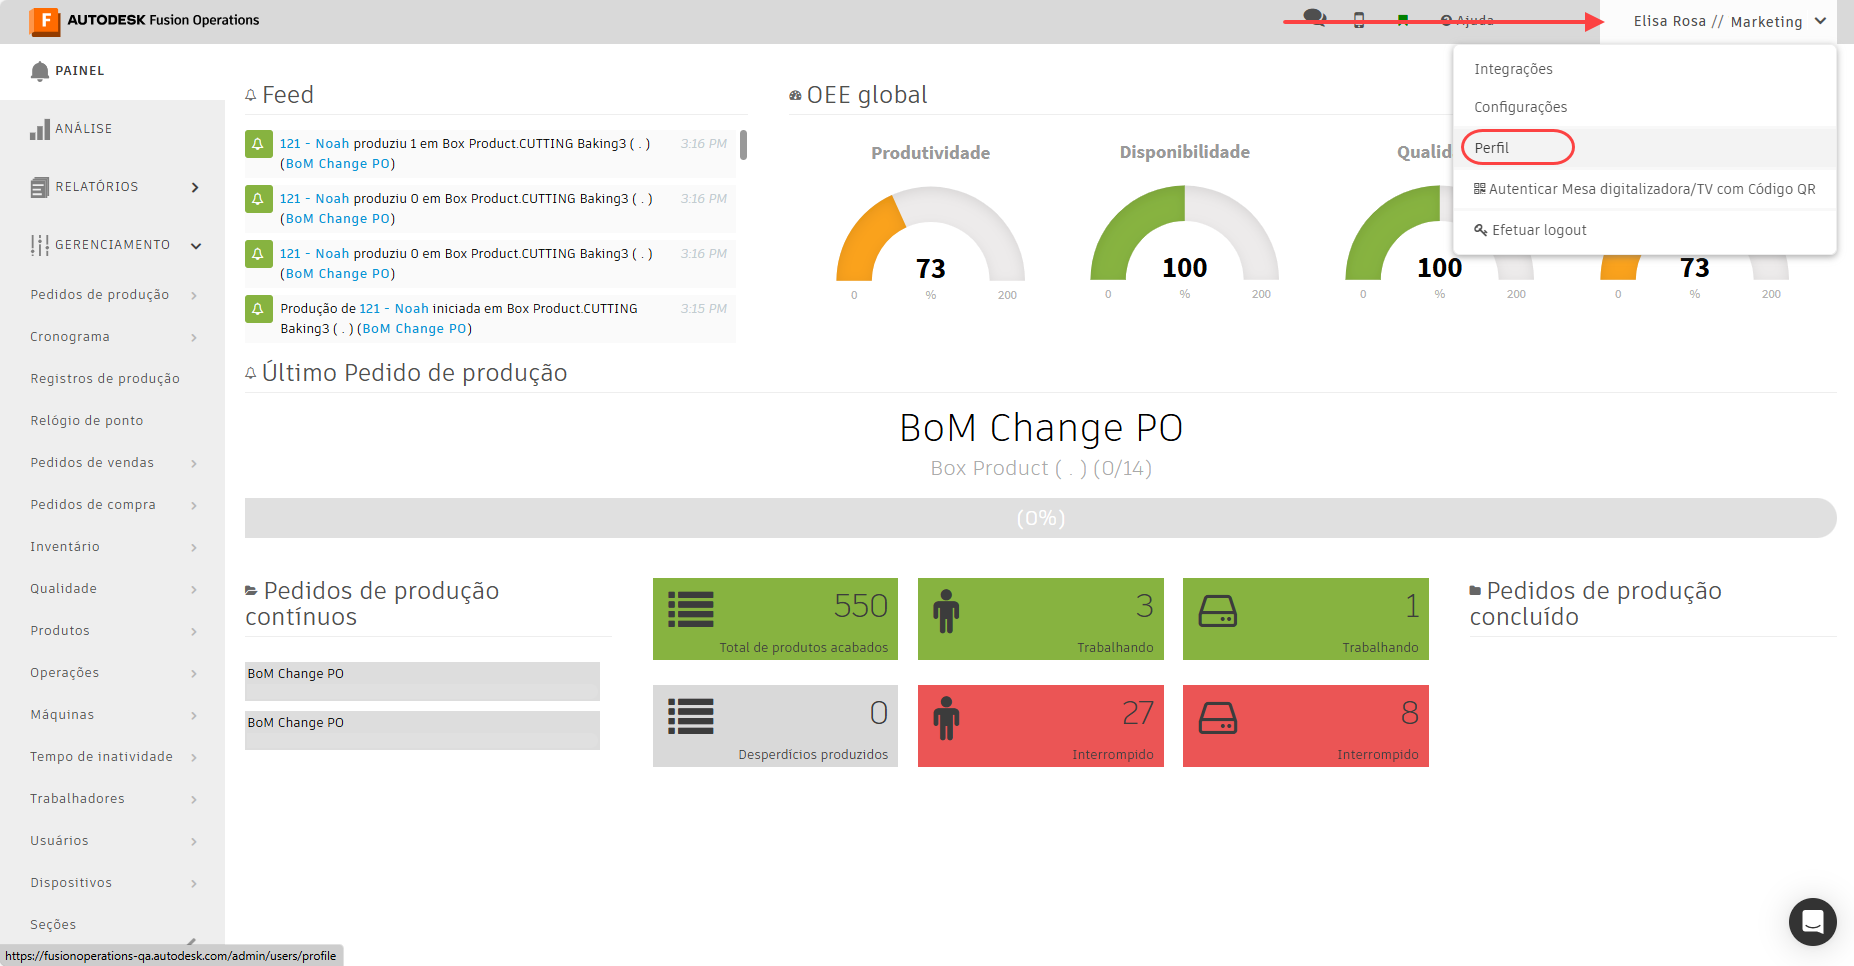 AUTODESK Fusion Operations
Ajuda
Elisa Rosa // Marketing
Integrações
Configurações
Perfil
Autenticar Mesa digitalizadora/TV com Código QR
Efetuar logout
PAINEL
ANÁLISE
RELATÓRIOS
GERENCIAMENTO
Pedidos de produção
Cronograma
Registros de produção
Relógio de ponto
Pedidos de vendas
Pedidos de compra
Inventário
Qualidade
Produtos
Operações
Máquinas
Tempo de inatividade
Trabalhadores
Usuários
Dispositivos
Seções
Feed
121 - Noah produziu 1 em Box Product.CUTTING Baking3 ( . )
(BoM Change PO)
3:16 PM
121 - Noah produziu 0 em Box Product.CUTTING Baking3 ( . )
(BoM Change PO)
3:16 PM
121 - Noah produziu 0 em Box Product.CUTTING Baking3 ( . )
(BoM Change PO)
3:16 PM
Produção de 121 - Noah iniciada em Box Product.CUTTING
Baking3 ( . ) (BoM Change PO)
3:15 PM
OEE global
Produtividade
73
0 % 200
Disponibilidade
100
0 % 200
Qualid
100
0 % 200
73
0 % 200
Último Pedido de produção
BoM Change PO
Box Product ( . ) (0/14)
(0%)
Pedidos de produção
contínuos
BoM Change PO
BoM Change PO
550
Total de produtos acabados
3
Trabalhando
1
Trabalhando
0
Desperdícios produzidos
27
Interrompido
8
Interrompido
Pedidos de produção
concluído
https://fusionoperations-qa.autodesk.com/admin/users/profile